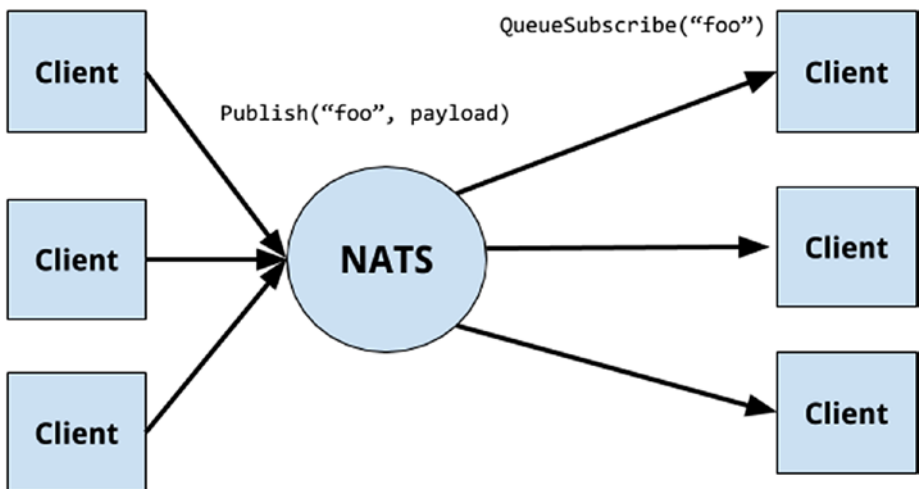 QueueSubscribe(“foo”)
Client
Client
Publish(“foo”, payload)
Client
NATS
Client
Client
Client